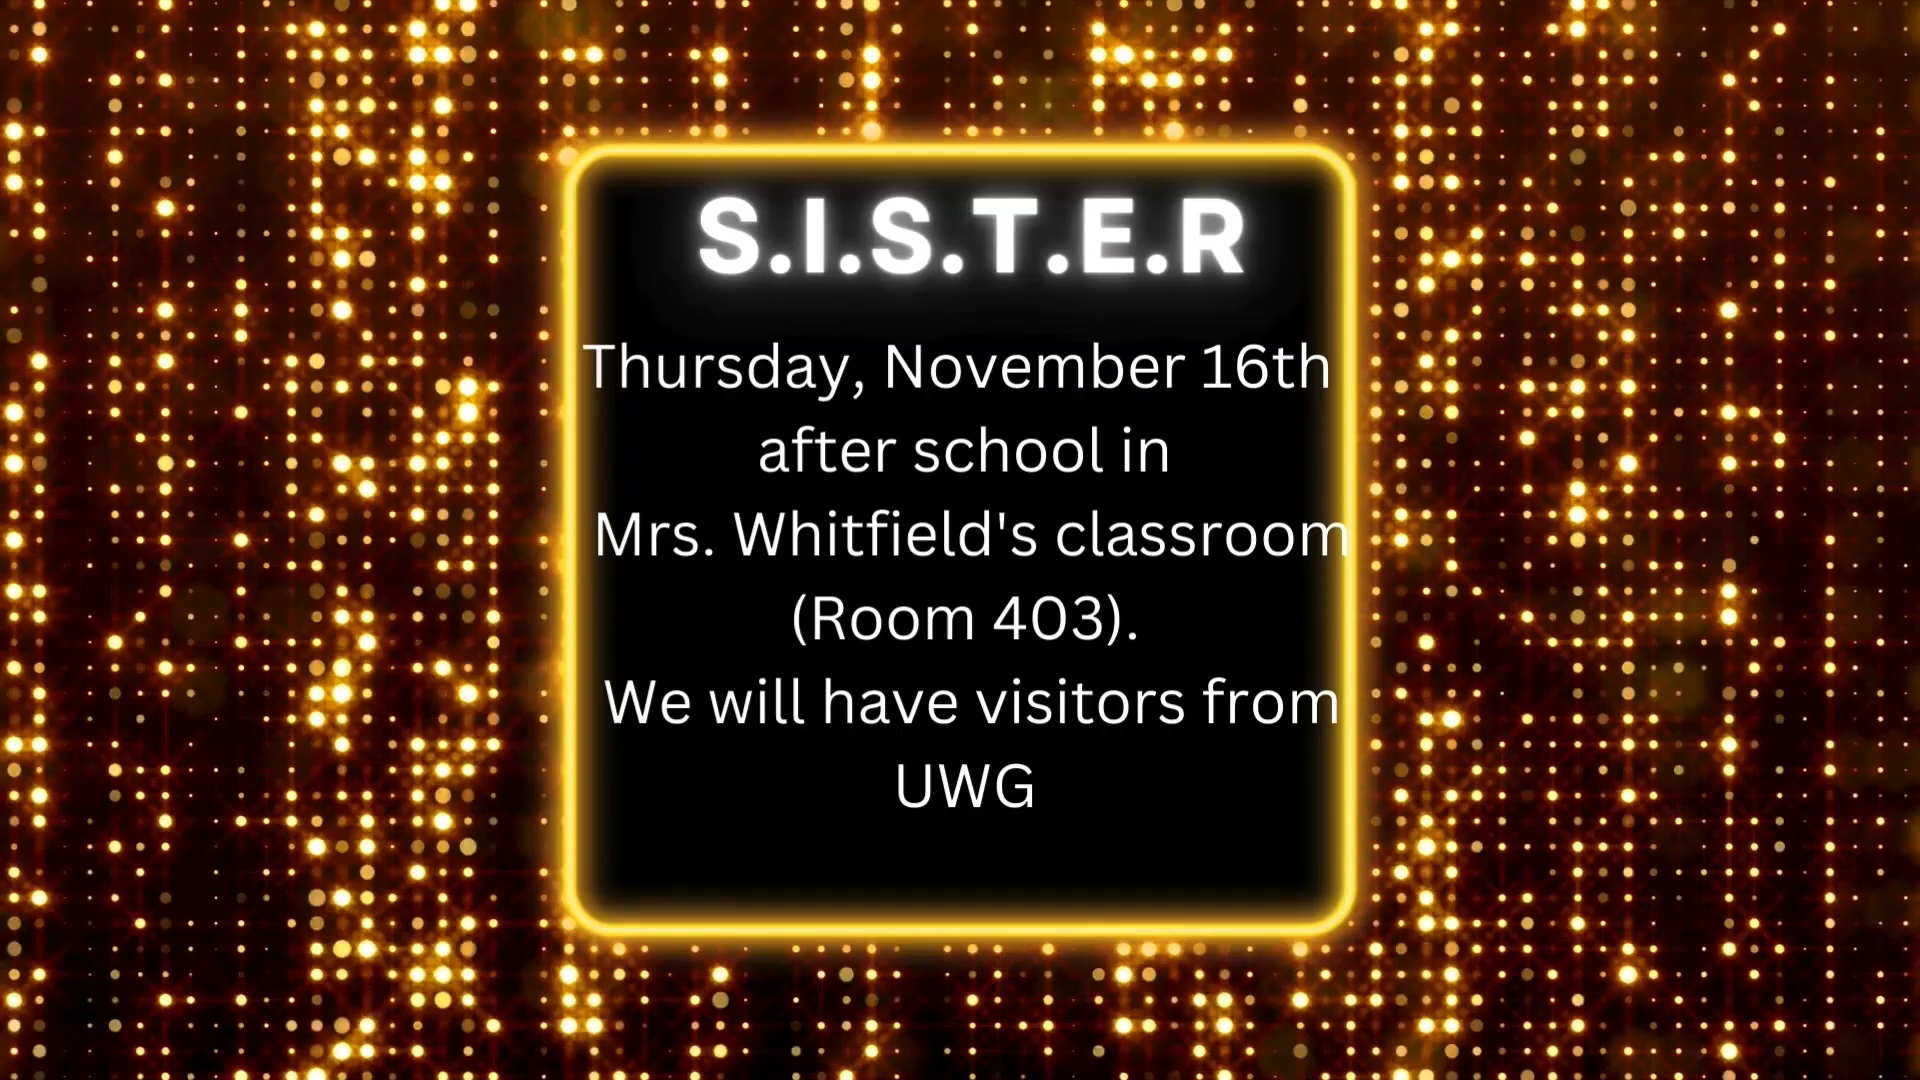 S.I.S.T.E.R
Thursday, November 16th
after school in
Mrs. Whitfield's classroom
(Room 403).
We will have visitors from
UWG